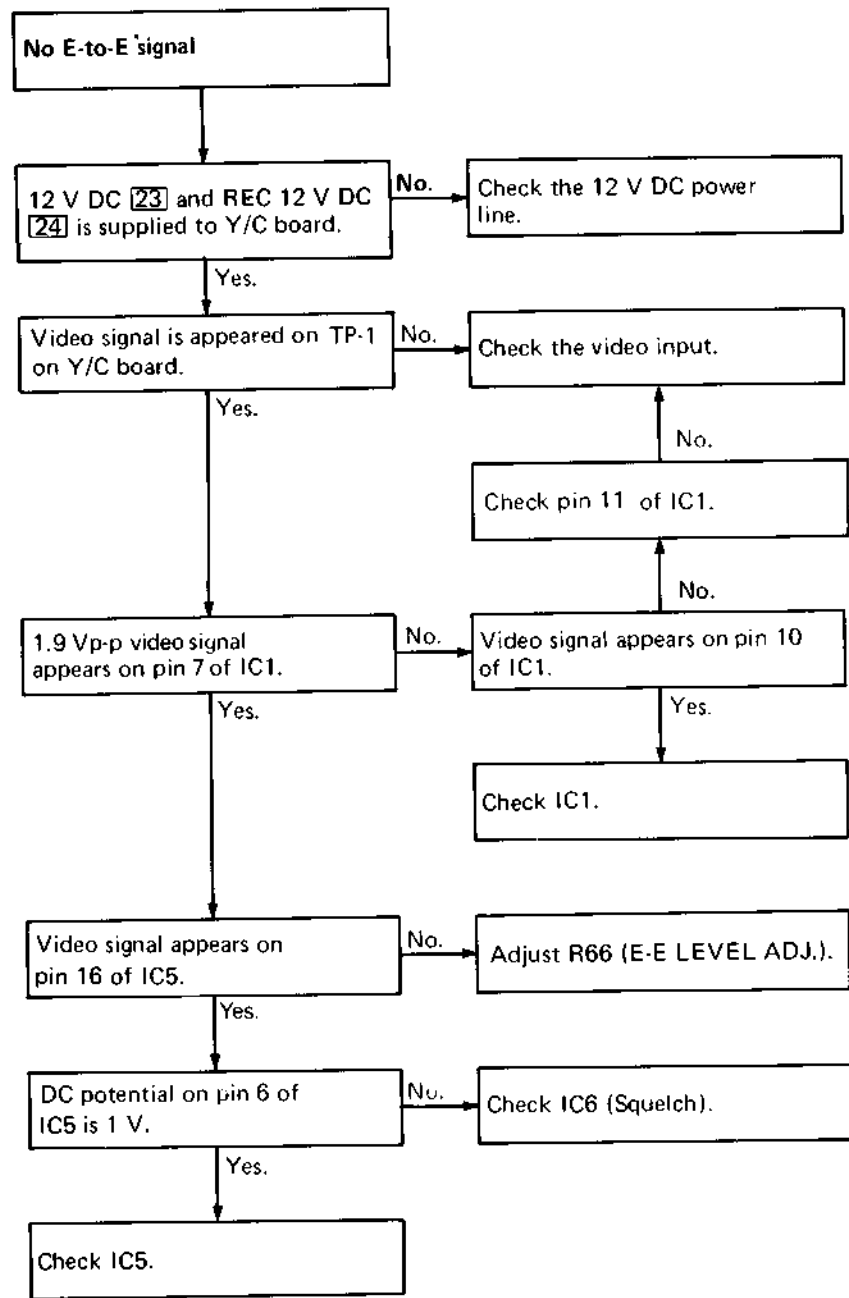 No E-to-E signal
12 V DC 23 and REC 12 V DC
24 is supplied to Y/C board.
No.
Check the 12 V DC power
line.
Yes.
Video signal is appeared on TP-1
on Y/C board.
No.
Check the video input.
Yes.
No.
Check pin 11 of IC1.
No.
1.9 Vp-p video signal
appears on pin 7 of IC1.
No.
Video signal appears on pin 10
of IC1.
Yes.
Yes.
Check IC1.
Video signal appears on
pin 16 of IC5.
No.
Adjust R66 (E-E LEVEL ADJ.).
Yes.
DC potential on pin 6 of
IC5 is 1 V.
No.
Check IC6 (Squelch).
Yes.
Check IC5.